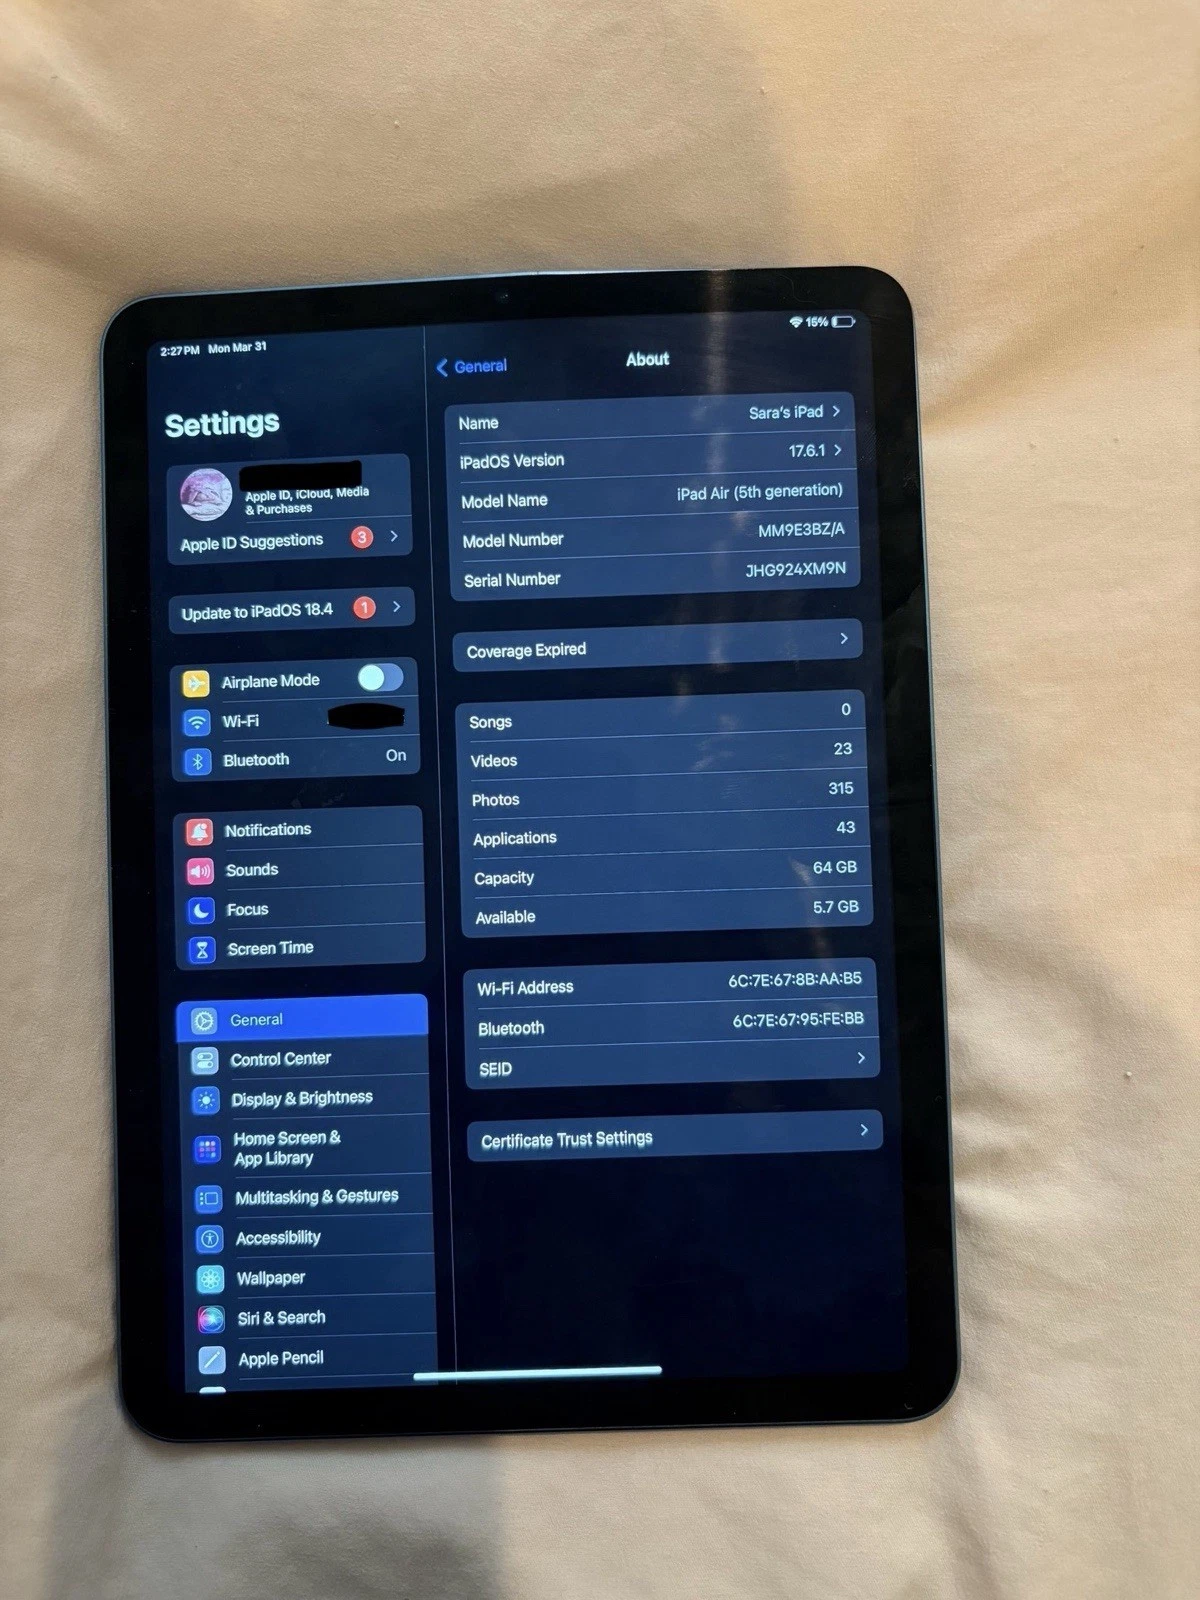 2:27 PM Mon Mar 31
16%
Settings
Apple ID, iCloud, Media
& Purchases
Apple ID Suggestions 3
Update to iPadOS 18.4 1
Airplane Mode
Wi-Fi
Bluetooth On
Notifications
Sounds
Focus
Screen Time
General
Control Center
Display & Brightness
Home Screen &
App Library
Multitasking & Gestures
Accessibility
Wallpaper
Siri & Search
Apple Pencil
General
About
Name Sara's iPad
iPadOS Version 17.6.1
Model Name iPad Air (5th generation)
Model Number MM9E3BZ/A
Serial Number JHG924XM9N
Coverage Expired
Songs 0
Videos 23
Photos 315
Applications 43
Capacity 64 GB
Available 5.7 GB
Wi-Fi Address 6C:7E:67:8B:AA:B5
Bluetooth 6C:7E:67:95:FE:BB
SEID
Certificate Trust Settings